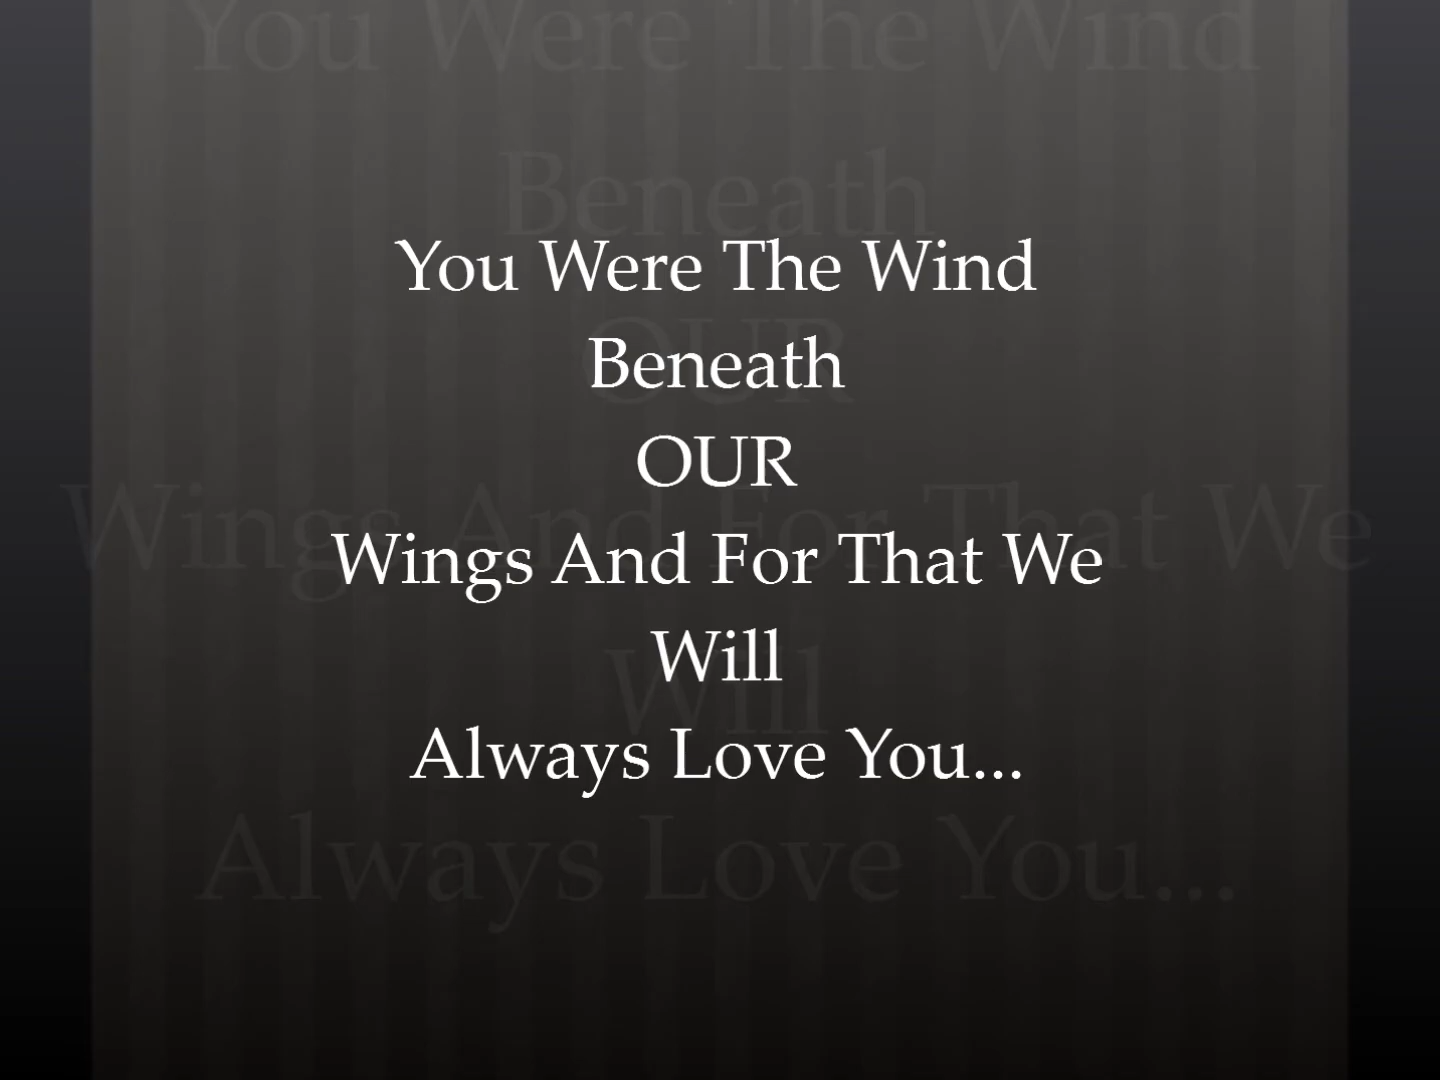 You Were The Wind
Beneath
OUR
Wings And For That We
Will
Always Love You...